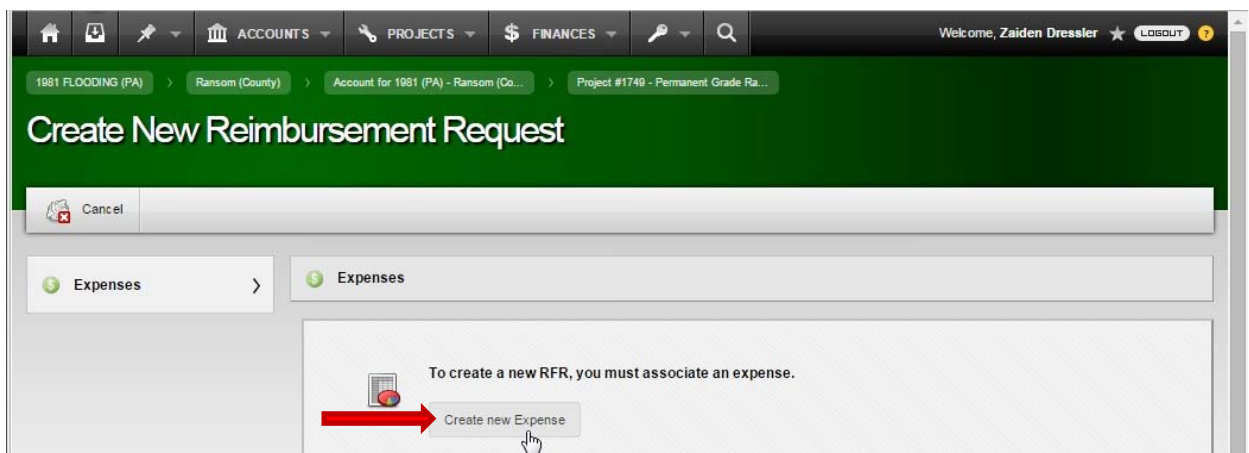 ACCOUNTS PROJECTS $ FINANCES Welcome, Zaiden Dressler LOGOUT ?
1981 FLOODING (PA) > Ransom (County) > Account for 1981 (PA) - Ransom (Co... > Project #1749 - Permanent Grade Ra...
Create New Reimbursement Request
Cancel
Expenses
Expenses
To create a new RFR, you must associate an expense.
Create new Expense